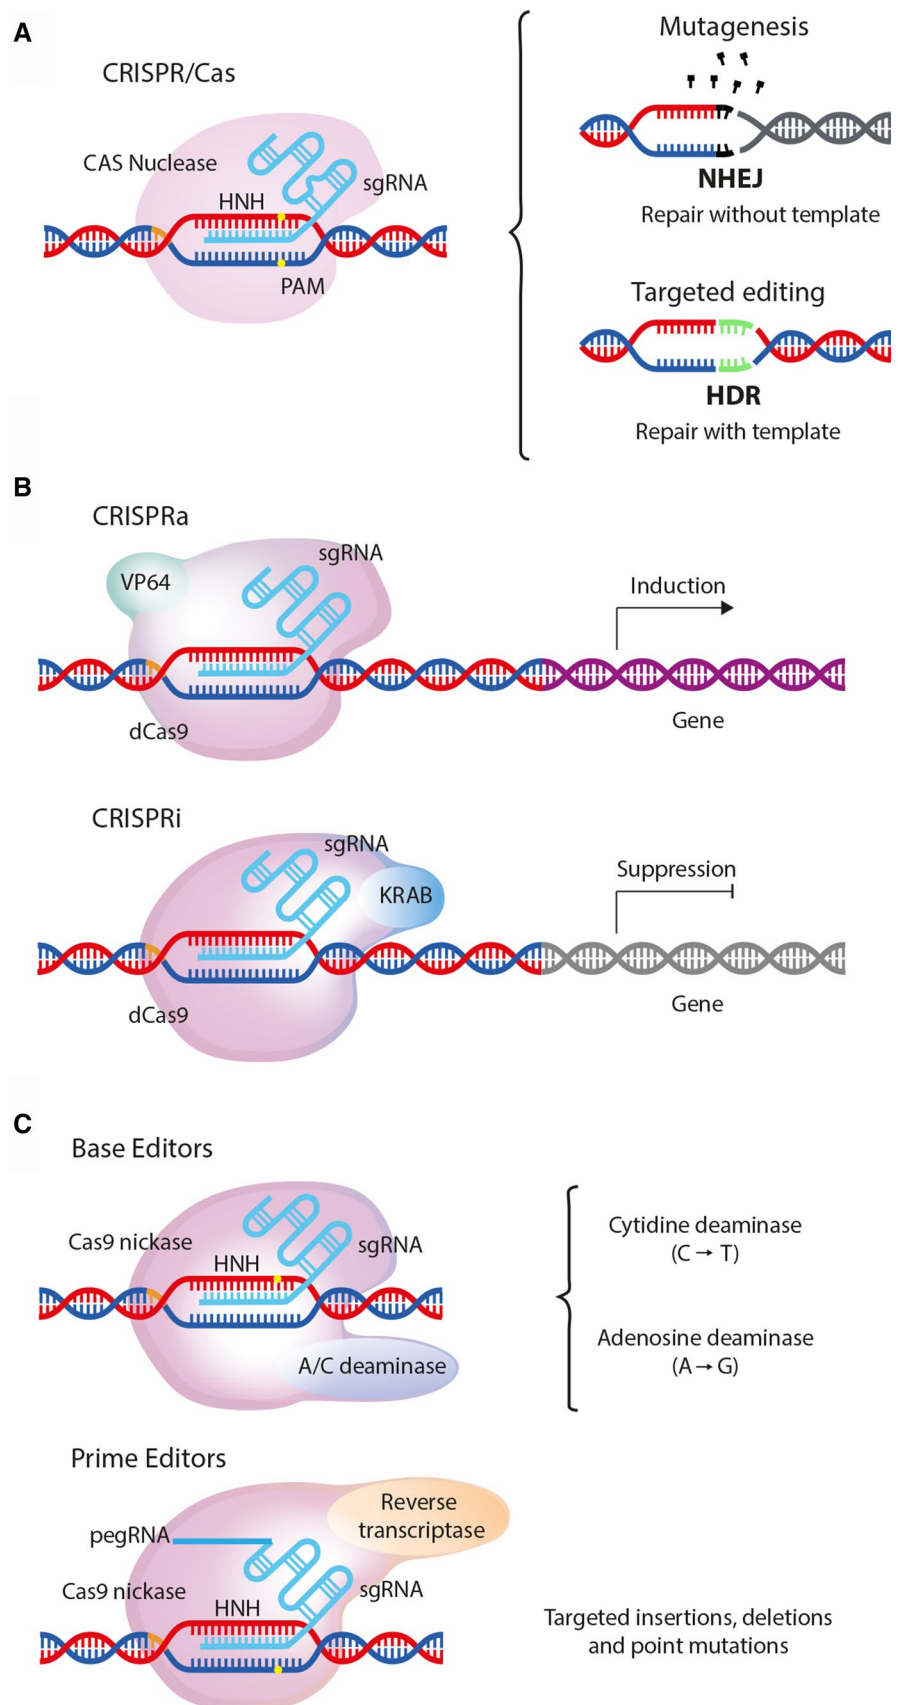 A
CRISPR/Cas
CAS Nuclease
HNH
sgRNA
PAM
Mutagenesis
NHEJ
Repair without template
Targeted editing
HDR
Repair with template
B
CRISPRa
VP64
sgRNA
dCas9
Induction
Gene
CRISPRi
sgRNA
KRAB
dCas9
Suppression
Gene
C
Base Editors
Cas9 nickase
HNH
sgRNA
A/C deaminase
Cytidine deaminase
(C → T)
Adenosine deaminase
(A → G)
Prime Editors
Reverse
transcriptase
pegRNA
Cas9 nickase
sgRNA
HNH
Targeted insertions, deletions
and point mutations